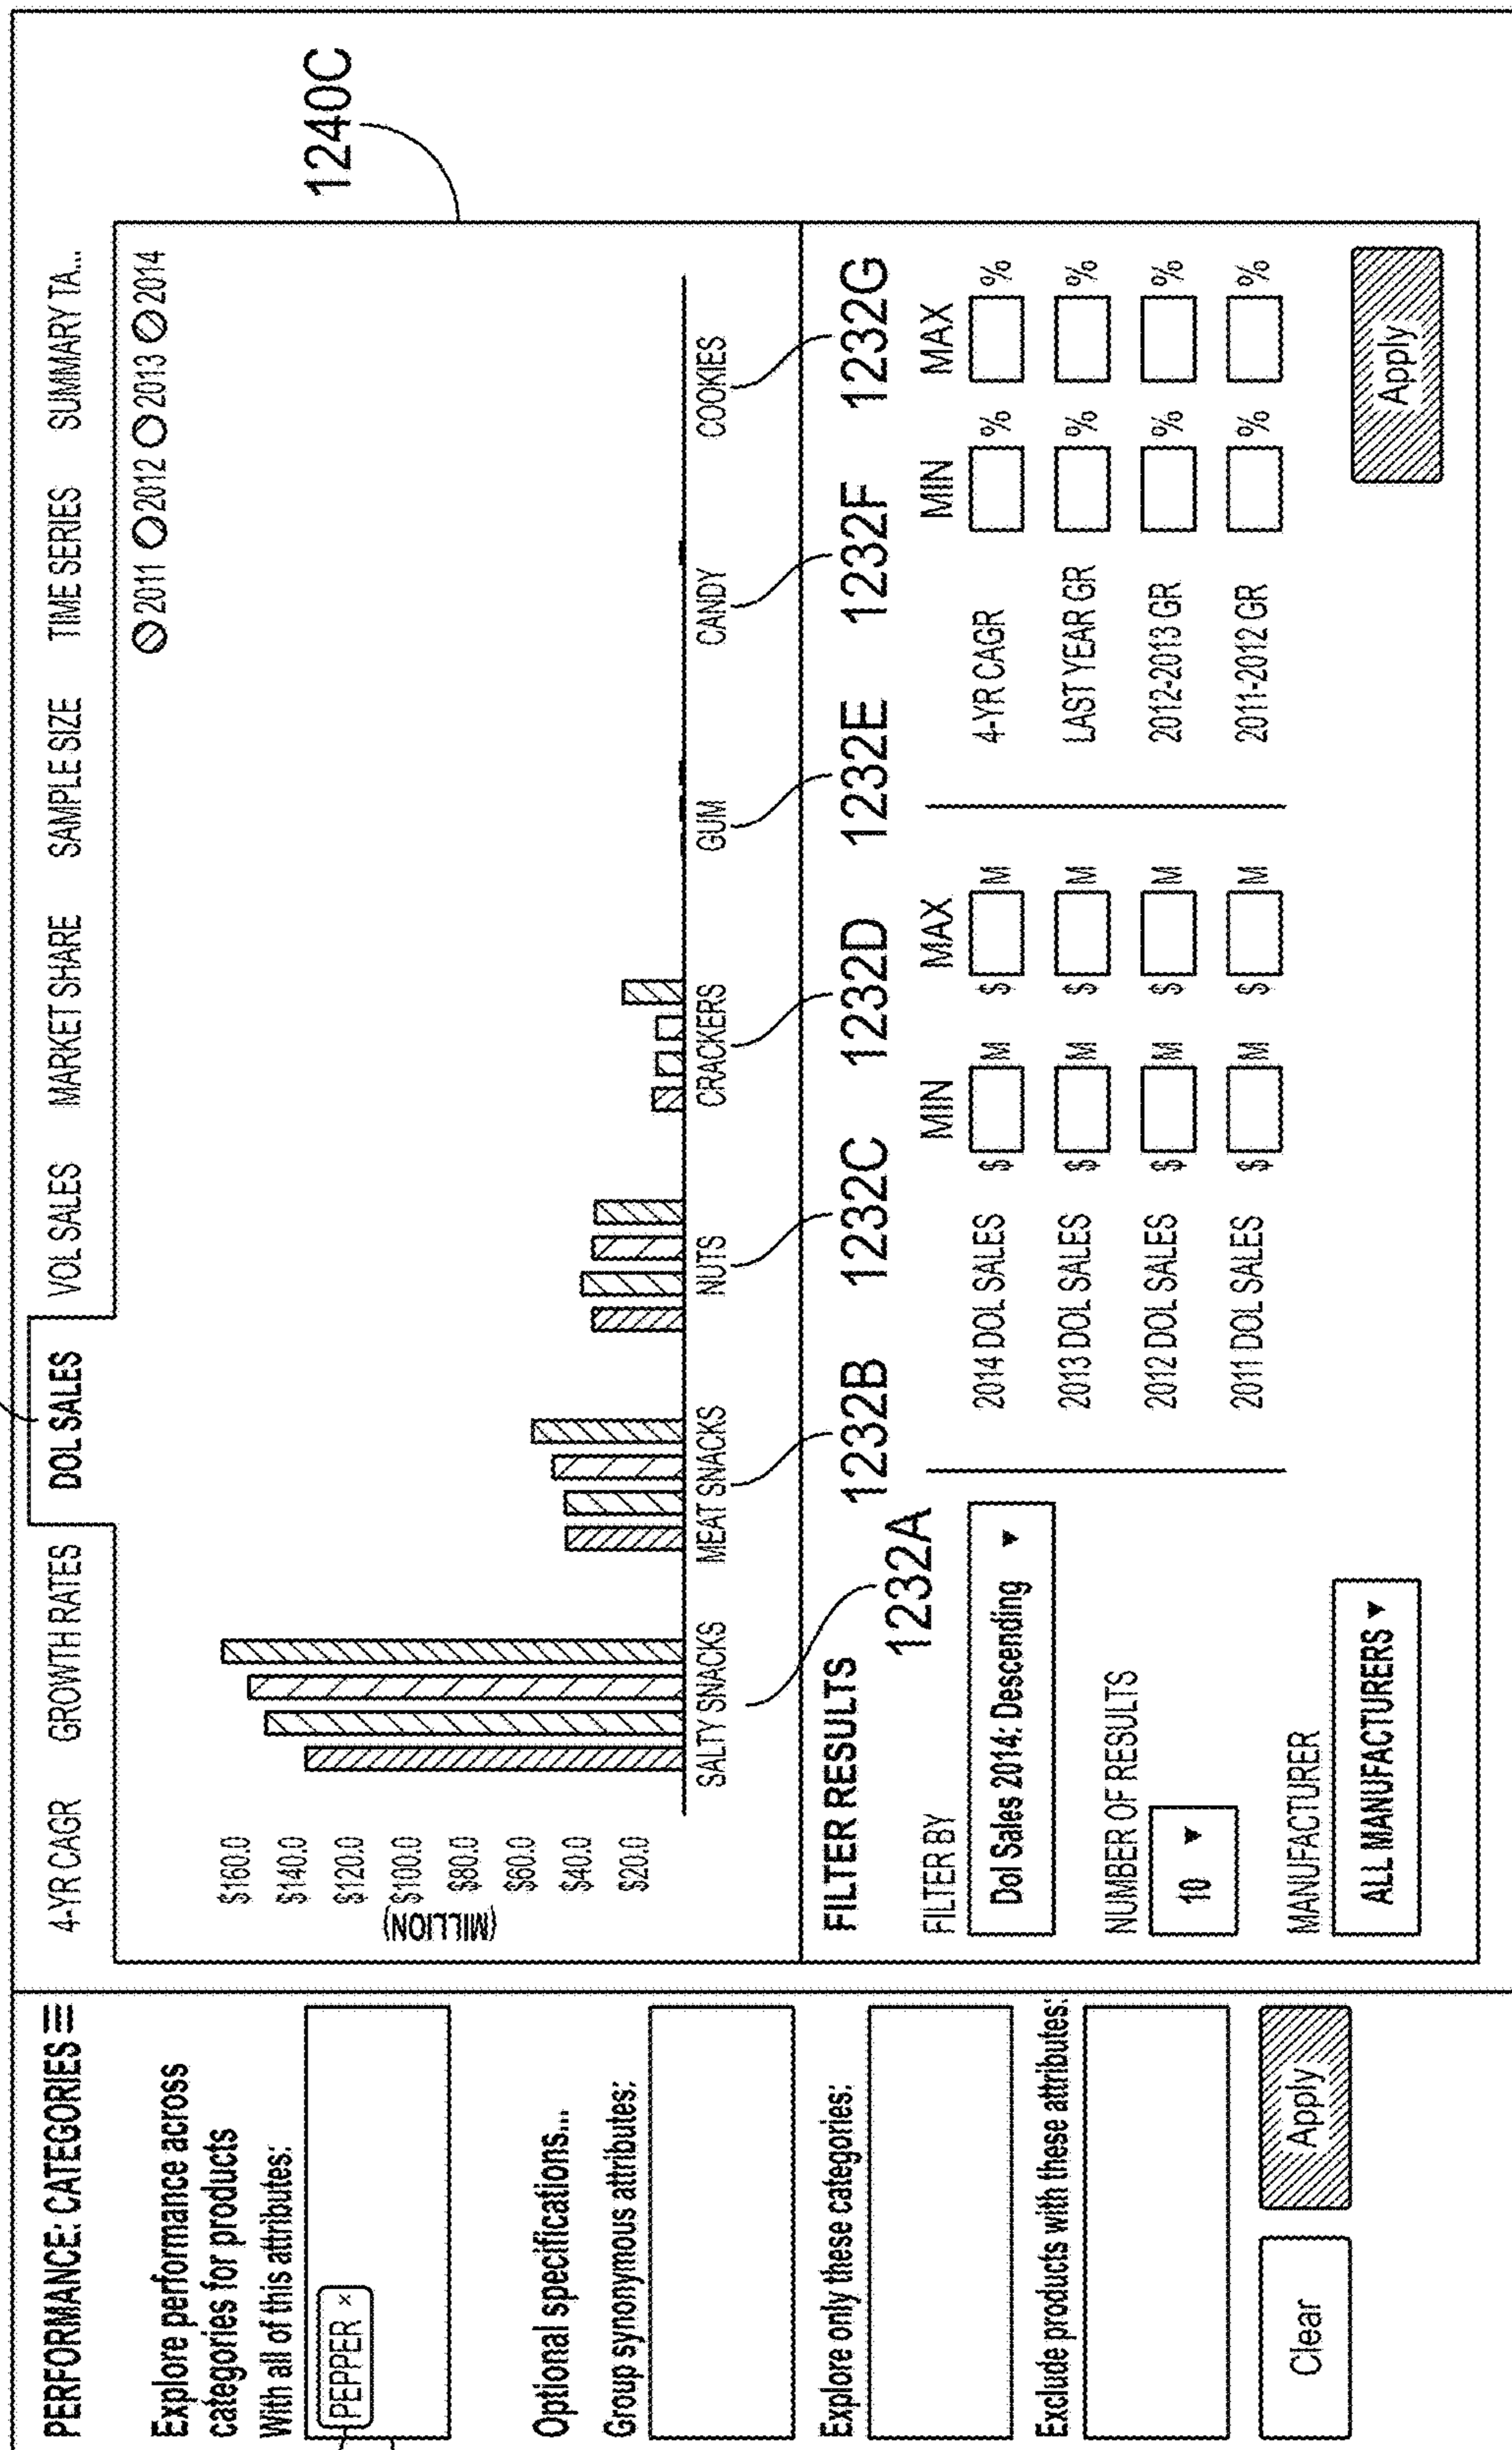 PERFORMANCE: CATEGORIES
Explore performance across
categories for products
With all of this attributes:
PEPPER ×
Optional specifications...
Group synonymous attributes:
Explore only these categories:
Exclude products with these attributes:
Clear
Apply
4-YR CAGR
GROWTH RATES
DOL SALES
VOL SALES
MARKET SHARE
SAMPLE SIZE
TIME SERIES
SUMMARY TA...
2011 2012 2013 2014
1240C
(MILLION)
$160.0
$140.0
$120.0
$100.0
$80.0
$60.0
$40.0
$20.0
SALTY SNACKS
MEAT SNACKS
NUTS
CRACKERS
GUM
CANDY
COOKIES
1232A
1232B
1232C
1232D
1232E
1232F
1232G
FILTER RESULTS
FILTER BY
Dol Sales 2014: Descending ▼
NUMBER OF RESULTS
10 ▼
MANUFACTURER
ALL MANUFACTURERS ▼
MIN MAX
2014 DOL SALES $ M $ M
2013 DOL SALES $ M $ M
2012 DOL SALES $ M $ M
2011 DOL SALES $ M $ M
MIN MAX
4-YR CAGR % %
LAST YEAR GR % %
2012-2013 GR % %
2011-2012 GR % %
Apply